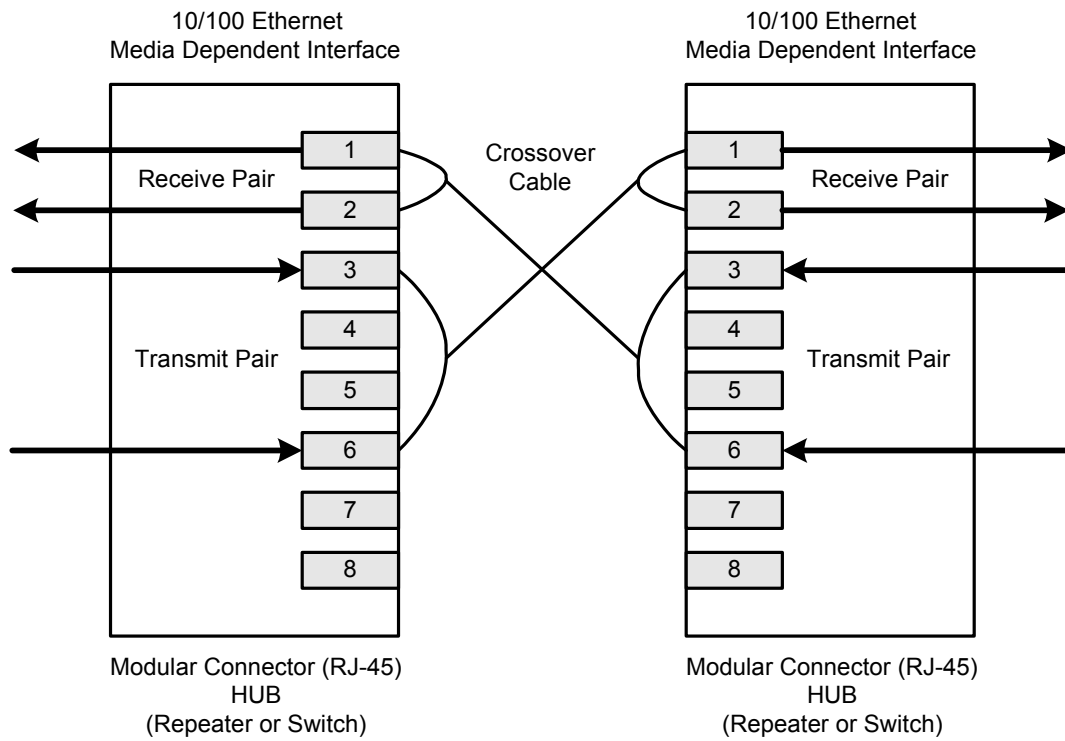 10/100 Ethernet
Media Dependent Interface
10/100 Ethernet
Media Dependent Interface
1
2
3
4
5
6
7
8
Receive Pair
Transmit Pair
Crossover
Cable
1
2
3
4
5
6
7
8
Receive Pair
Transmit Pair
Modular Connector (RJ-45)
HUB
(Repeater or Switch)
Modular Connector (RJ-45)
HUB
(Repeater or Switch)